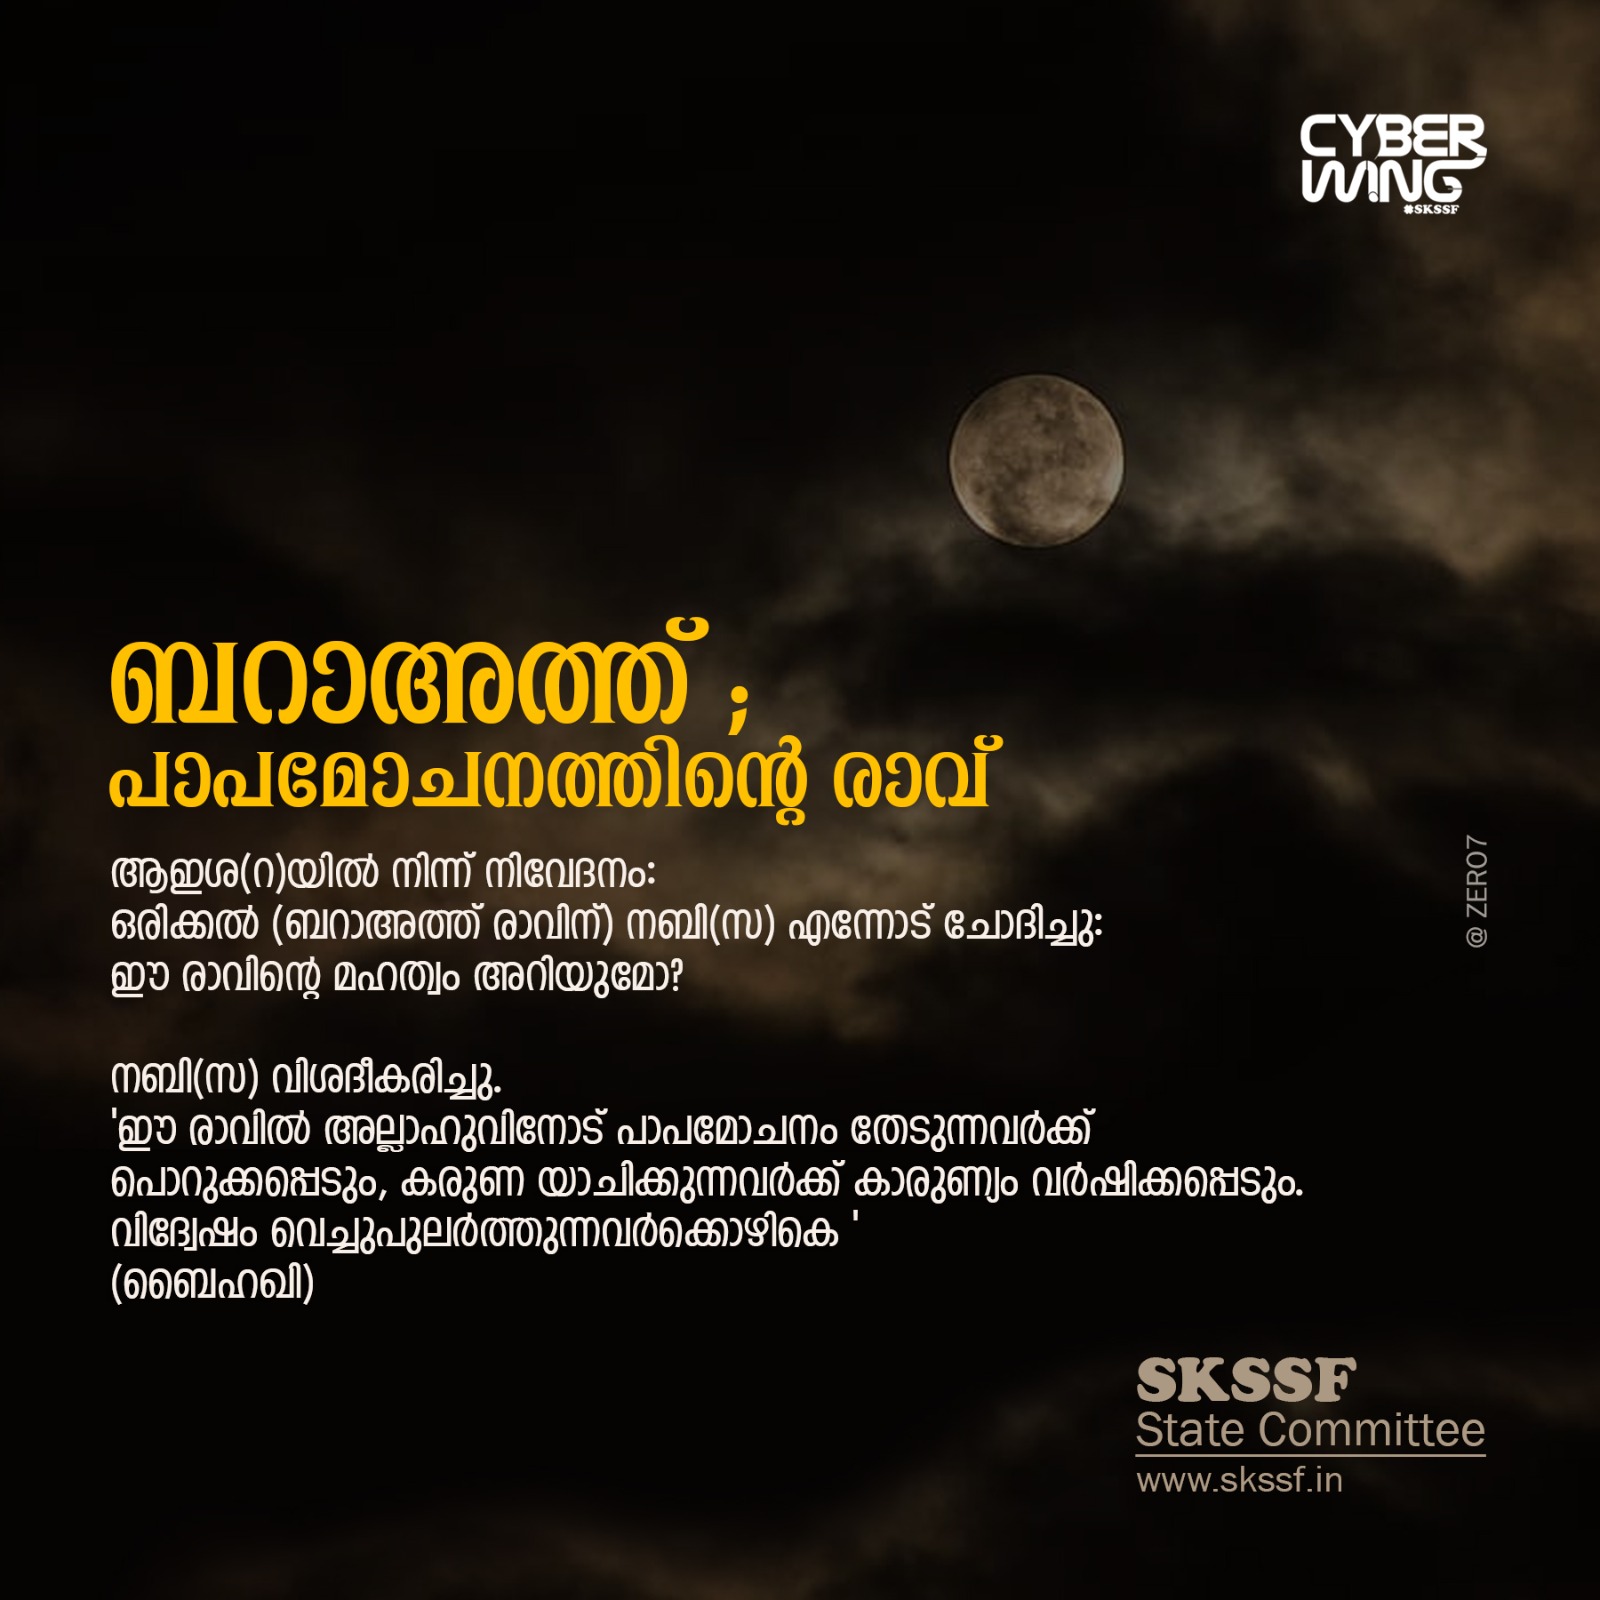 CYBER
WING
#SKSSF
ബറാഅത്ത് ;
പാപമോചനത്തിന്റെ രാവ്
ആഇശ(റ)യിൽ നിന്ന് നിവേദനം:
ഒരിക്കൽ (ബറാഅത്ത് രാവിന്) നബി(സ) എന്നോട് ചോദിച്ചു:
ഈ രാവിന്റെ മഹത്വം അറിയുമോ?
നബി(സ) വിശദീകരിച്ചു.
'ഈ രാവിൽ അല്ലാഹുവിനോട് പാപമോചനം തേടുന്നവർക്ക്
പൊറുക്കപ്പെടും, കരുണ യാചിക്കുന്നവർക്ക് കാരുണ്യം വർഷിക്കപ്പെടും.
വിദ്വേഷം വെച്ചുപുലർത്തുന്നവർക്കൊഴികെ '
(ബൈഹഖി)
@ ZERO7
SKSSF
State Committee
www.skssf.in